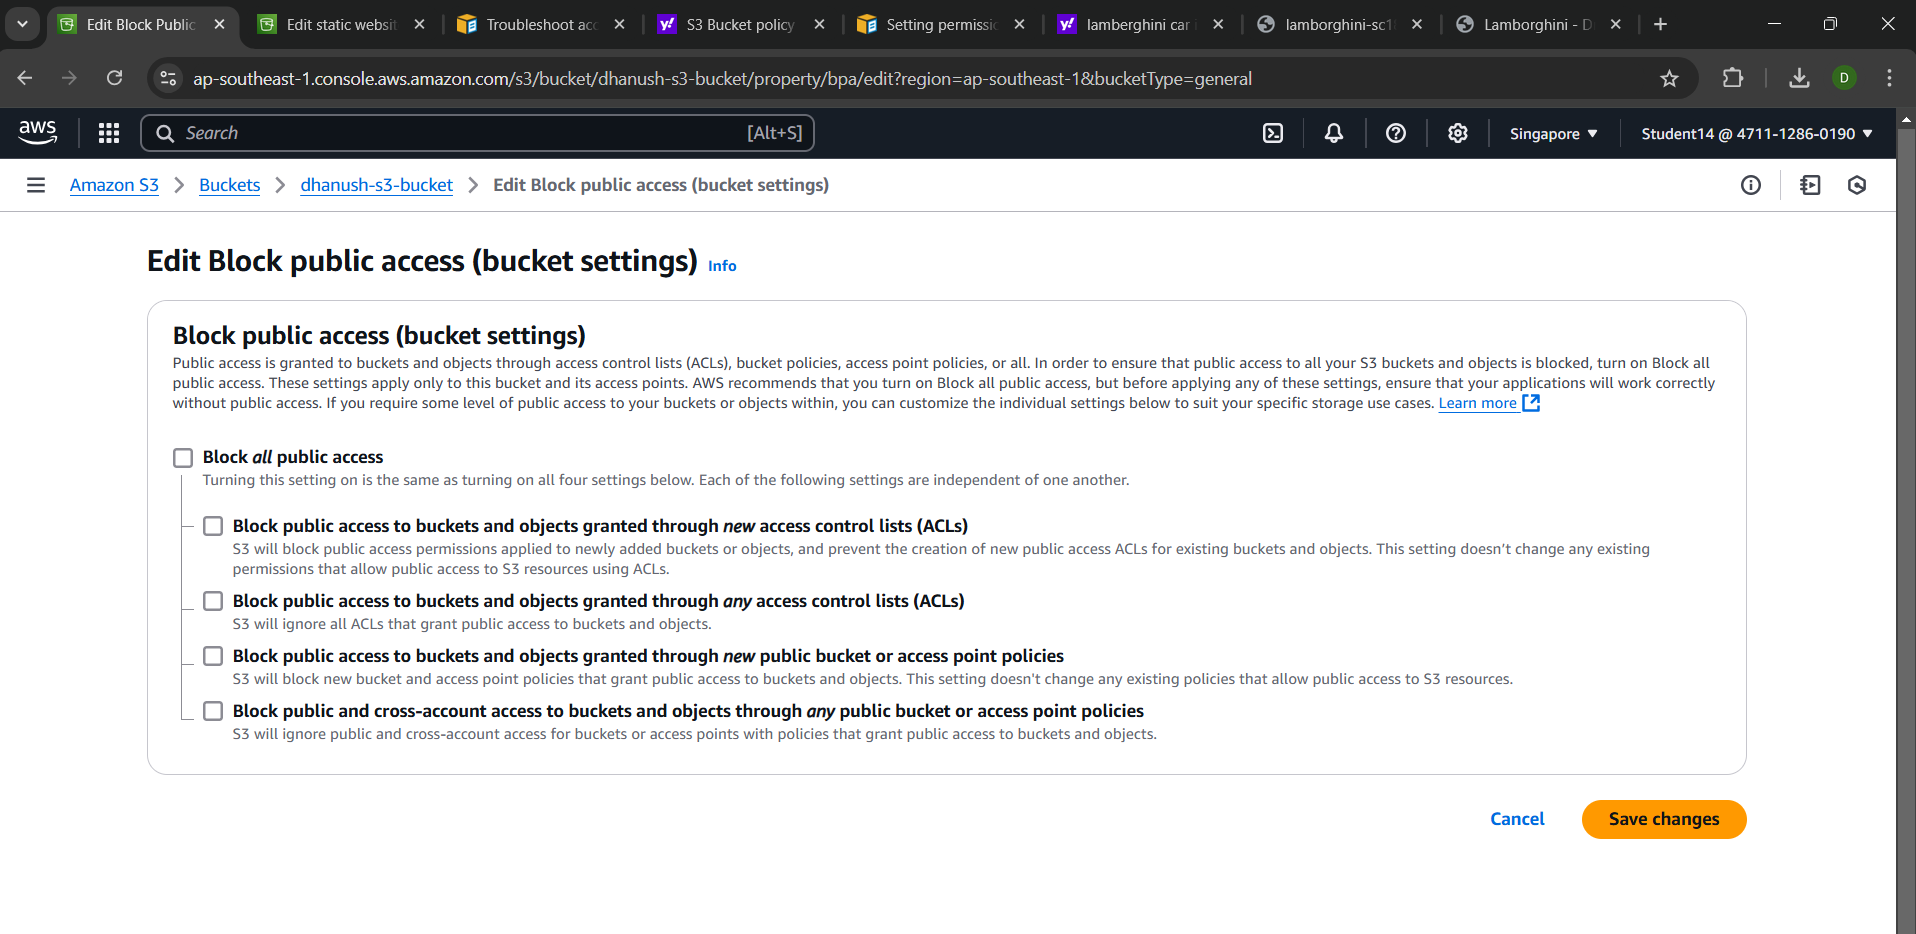 Edit Block Public
Edit static websit
Troubleshoot acc
S3 Bucket policy
Setting permissio
lamberghini car i
lamborghini-sc18
Lamborghini - D
ap-southeast-1.console.aws.amazon.com/s3/bucket/dhanush-s3-bucket/property/bpa/edit?region=ap-southeast-1&bucketType=general
D
aws
Search
[Alt+S]
Singapore
Student14 @ 4711-1286-0190
Amazon S3
Buckets
dhanush-s3-bucket
Edit Block public access (bucket settings)
Edit Block public access (bucket settings) Info
Block public access (bucket settings)
Public access is granted to buckets and objects through access control lists (ACLs), bucket policies, access point policies, or all. In order to ensure that public access to all your S3 buckets and objects is blocked, turn on Block all
public access. These settings apply only to this bucket and its access points. AWS recommends that you turn on Block all public access, but before applying any of these settings, ensure that your applications will work correctly
without public access. If you require some level of public access to your buckets or objects within, you can customize the individual settings below to suit your specific storage use cases. Learn more
Block all public access
Turning this setting on is the same as turning on all four settings below. Each of the following settings are independent of one another.
Block public access to buckets and objects granted through new access control lists (ACLs)
S3 will block public access permissions applied to newly added buckets or objects, and prevent the creation of new public access ACLs for existing buckets and objects. This setting doesn’t change any existing
permissions that allow public access to S3 resources using ACLs.
Block public access to buckets and objects granted through any access control lists (ACLs)
S3 will ignore all ACLs that grant public access to buckets and objects.
Block public access to buckets and objects granted through new public bucket or access point policies
S3 will block new bucket and access point policies that grant public access to buckets and objects. This setting doesn't change any existing policies that allow public access to S3 resources.
Block public and cross-account access to buckets and objects through any public bucket or access point policies
S3 will ignore public and cross-account access for buckets or access points with policies that grant public access to buckets and objects.
Cancel
Save changes